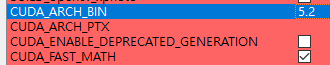 CUDA_ARCH_BIN 5.2
CUDA_ARCH_PTX
CUDA_ENABLE_DEPRECATED_GENERATION
CUDA_FAST_MATH